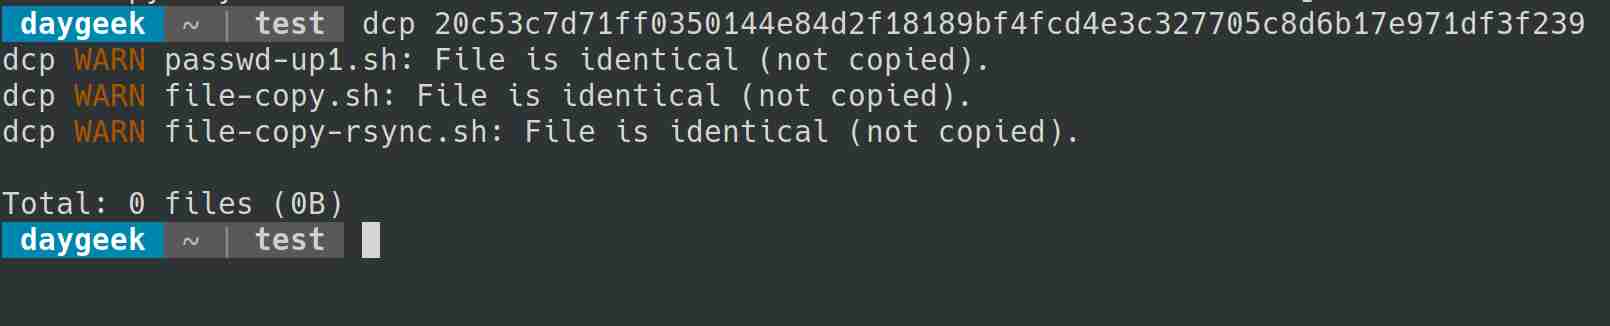 daygeek ~ | test dcp 20c53c7d71ff0350144e84d2f18189bf4fcd4e3c327705c8d6b17e971df3f239
dcp WARN passwd-up1.sh: File is identical (not copied).
dcp WARN file-copy.sh: File is identical (not copied).
dcp WARN file-copy-rsync.sh: File is identical (not copied).
Total: 0 files (0B)
daygeek ~ | test